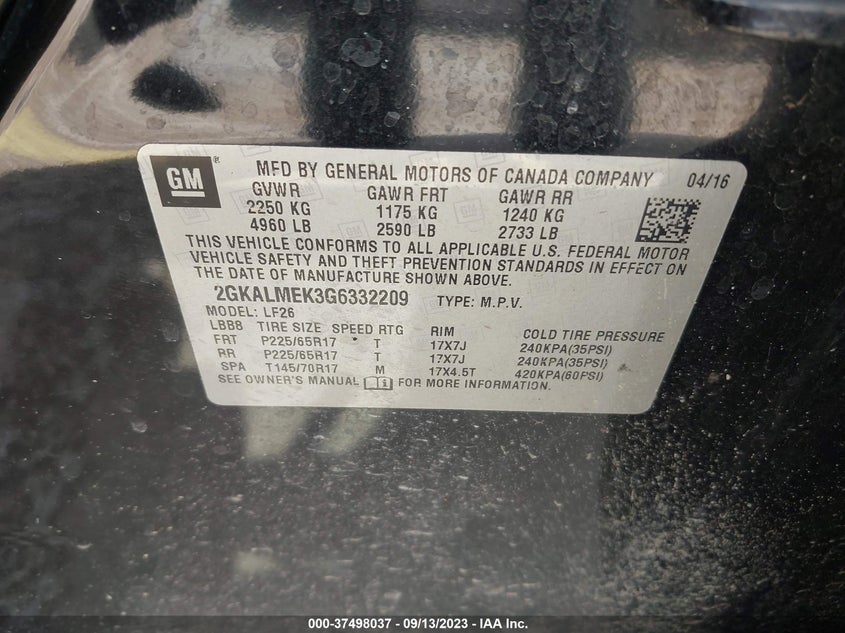 GM ® MFD BY GENERAL MOTORS OF CANADA COMPANY 04/16
GVWR GAWR FRT GAWR RR
2250 KG 1175 KG 1240 KG
4960 LB 2590 LB 2733 LB
THIS VEHICLE CONFORMS TO ALL APPLICABLE U.S. FEDERAL MOTOR
VEHICLE SAFETY AND THEFT PREVENTION STANDARDS IN EFFECT ON
THE DATE OF MANUFACTURE SHOWN ABOVE.
2GKALMEK3G6332209 TYPE: M.P.V.
MODEL: LF26
LBB8 TIRE SIZE SPEED RTG RIM COLD TIRE PRESSURE
FRT P225/65R17 T 17X7J 240KPA(35PSI)
RR P225/65R17 T 17X7J 240KPA(35PSI)
SPA T145/70R17 M 17X4.5T 420KPA(60PSI)
SEE OWNER'S MANUAL FOR MORE INFORMATION.
000-37498037 - 09/13/2023 - IAA Inc.